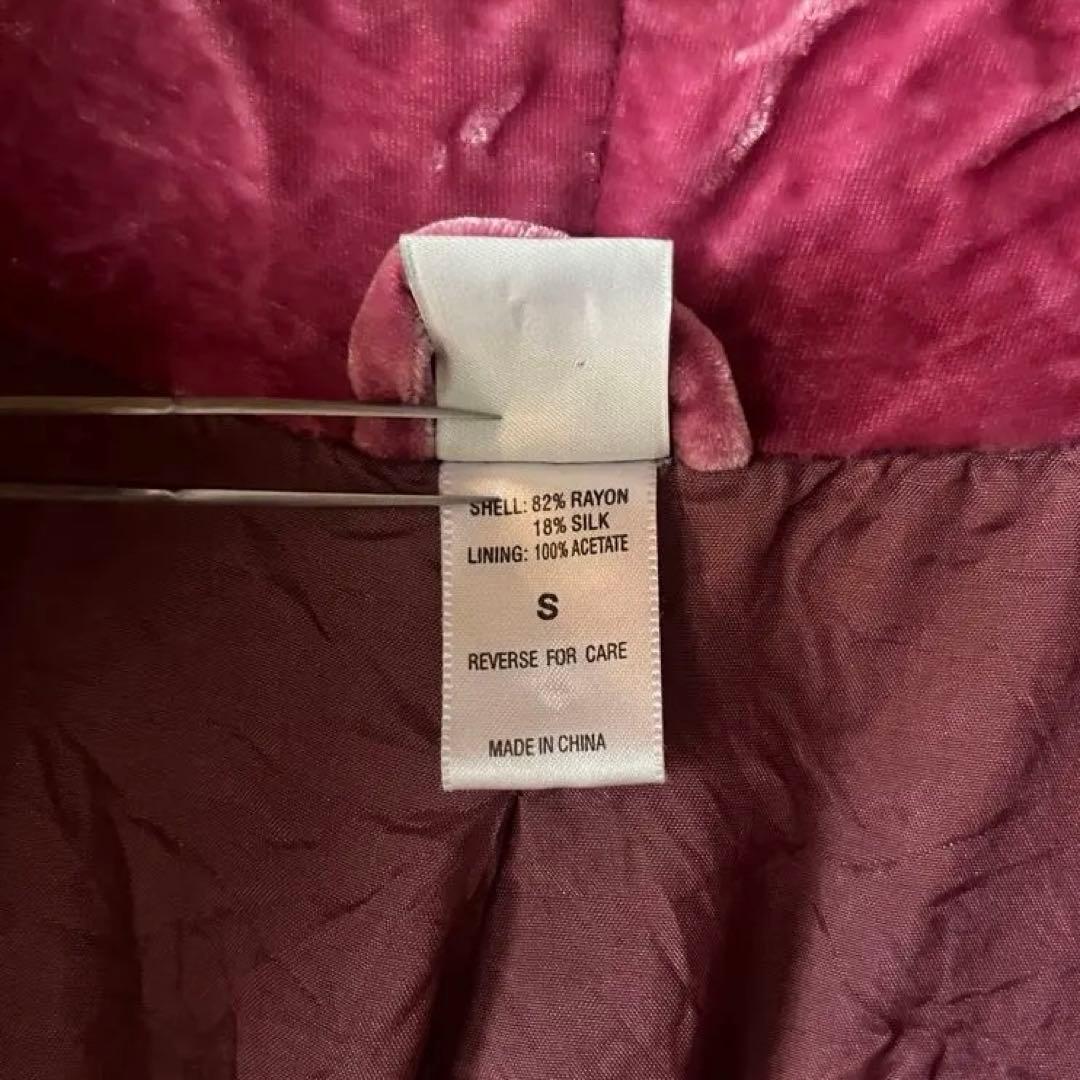 SHELL: 82% RAYON
18% SILK
LINING: 100% ACETATE
S
REVERSE FOR CARE
MADE IN CHINA